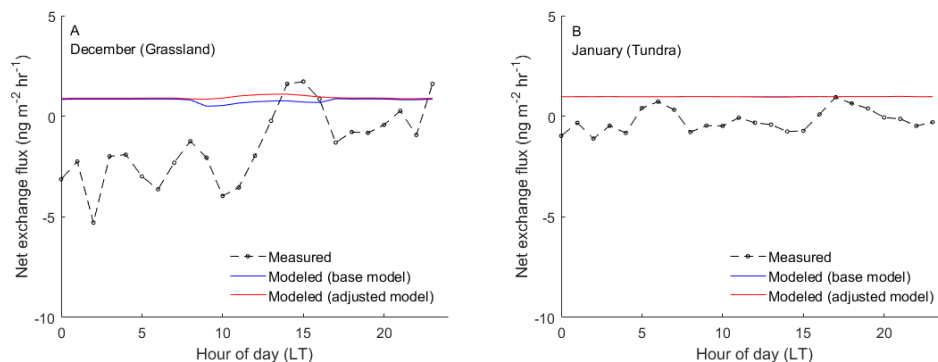 A
December (Grassland)
Net exchange flux (ng m⁻² hr⁻¹)
5
0
-5
-10
Measured
Modeled (base model)
Modeled (adjusted model)
0 5 10 15 20
Hour of day (LT)
B
January (Tundra)
Net exchange flux (ng m⁻² hr⁻¹)
5
0
-5
-10
Measured
Modeled (base model)
Modeled (adjusted model)
0 5 10 15 20
Hour of day (LT)